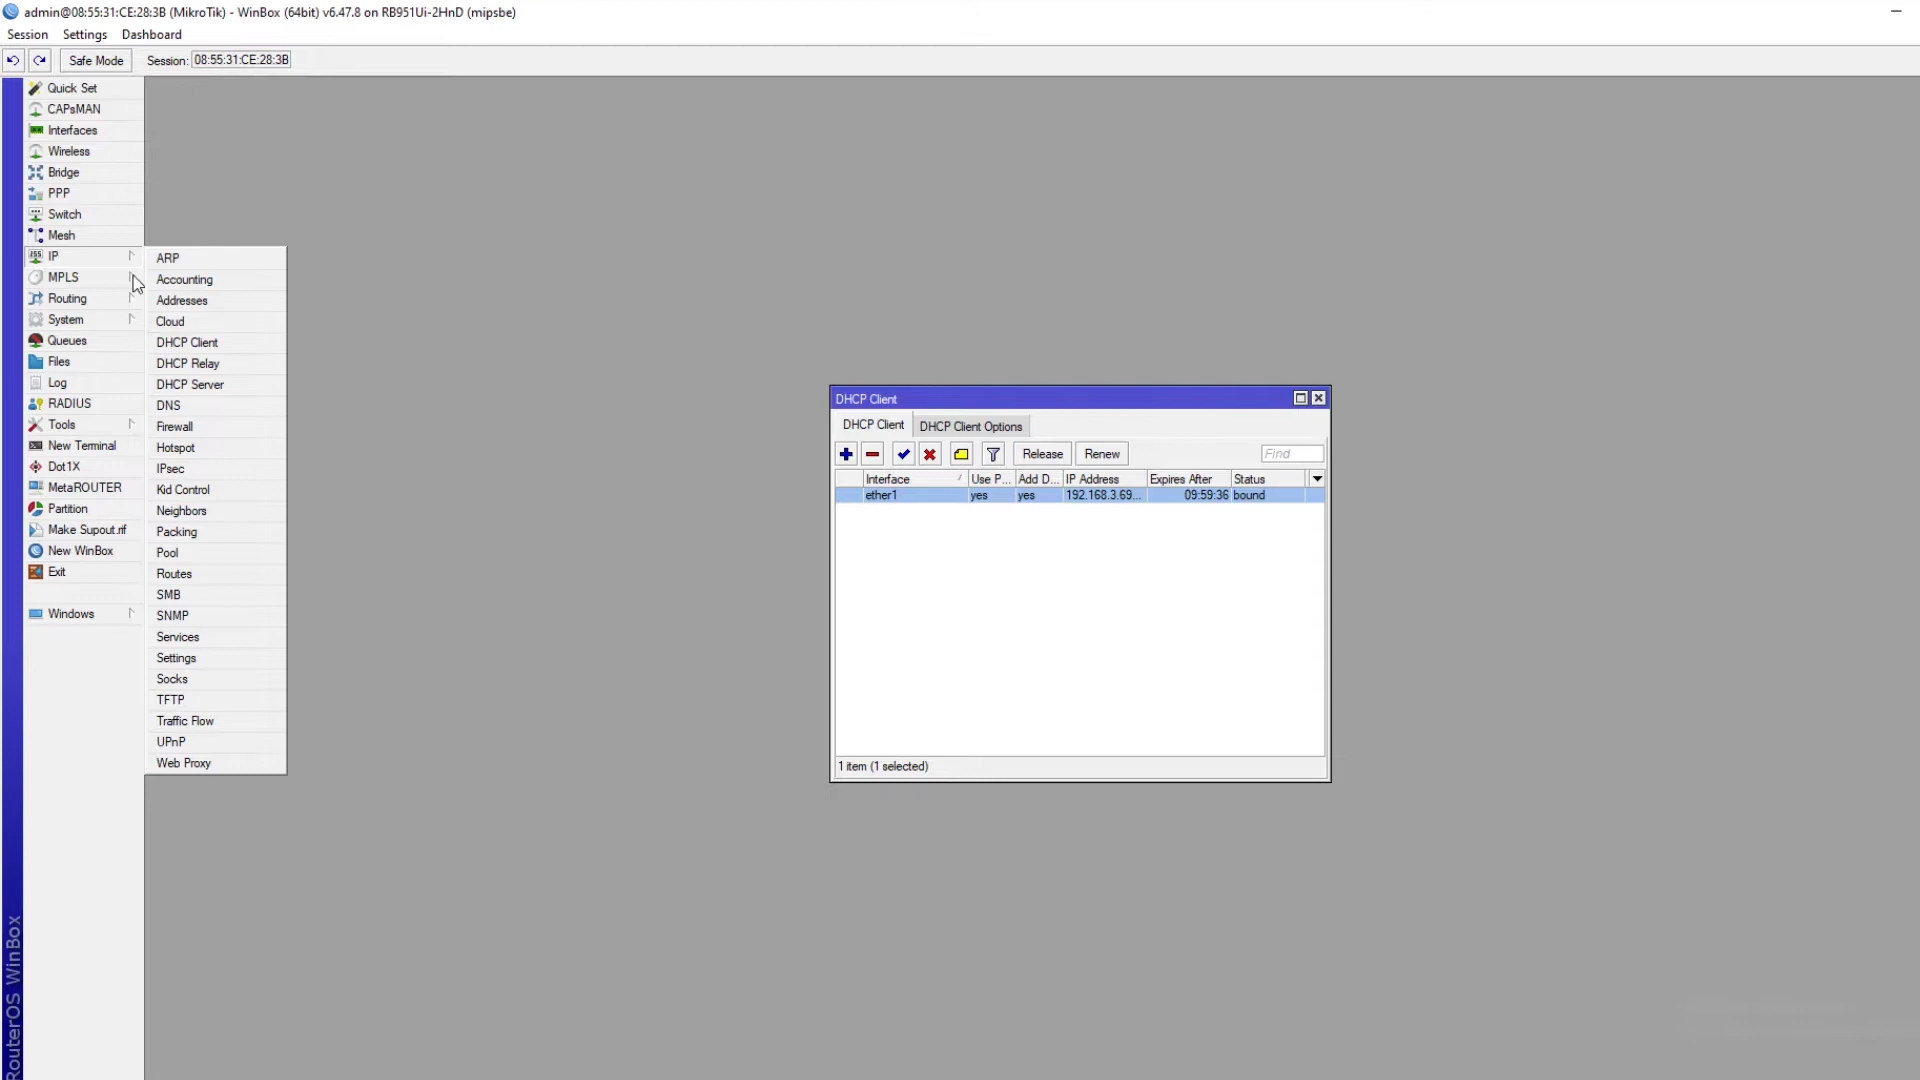 admin@08:55:31:CE:28:3B (MikroTik) - WinBox (64bit) v6.47.8 on RB951Ui-2HnD (mipsbe)
Session Settings Dashboard
Safe Mode Session: 08:55:31:CE:28:3B
Quick Set
CAPsMAN
Interfaces
Wireless
Bridge
PPP
Switch
Mesh
IP
MPLS
Routing
System
Queues
Files
Log
RADIUS
Tools
New Terminal
Dot1X
MetaROUTER
Partition
Make Supout.rif
New WinBox
Exit
Windows
RouterOS WinBox
ARP
Accounting
Addresses
Cloud
DHCP Client
DHCP Relay
DHCP Server
DNS
Firewall
Hotspot
IPsec
Kid Control
Neighbors
Packing
Pool
Routes
SMB
SNMP
Services
Settings
Socks
TFTP
Traffic Flow
UPnP
Web Proxy
DHCP Client
DHCP Client DHCP Client Options
Release Renew Find
Interface Use P... Add D... IP Address Expires After Status
ether1 yes yes 192.168.3.69... 09:59:36 bound
1 item (1 selected)